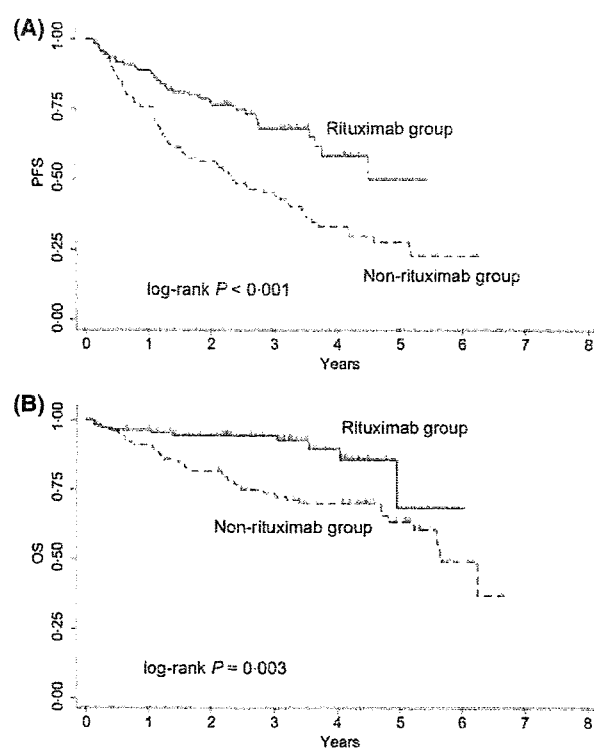 (A)
1·00
0·75
0·50
0·25
0·00
PFS
Rituximab group
Non-rituximab group
log-rank P < 0·001
0 1 2 3 4 5 6 7 8
Years
(B)
1·00
0·75
0·50
0·25
0·00
OS
Rituximab group
Non-rituximab group
log-rank P = 0·003
0 1 2 3 4 5 6 7 8
Years